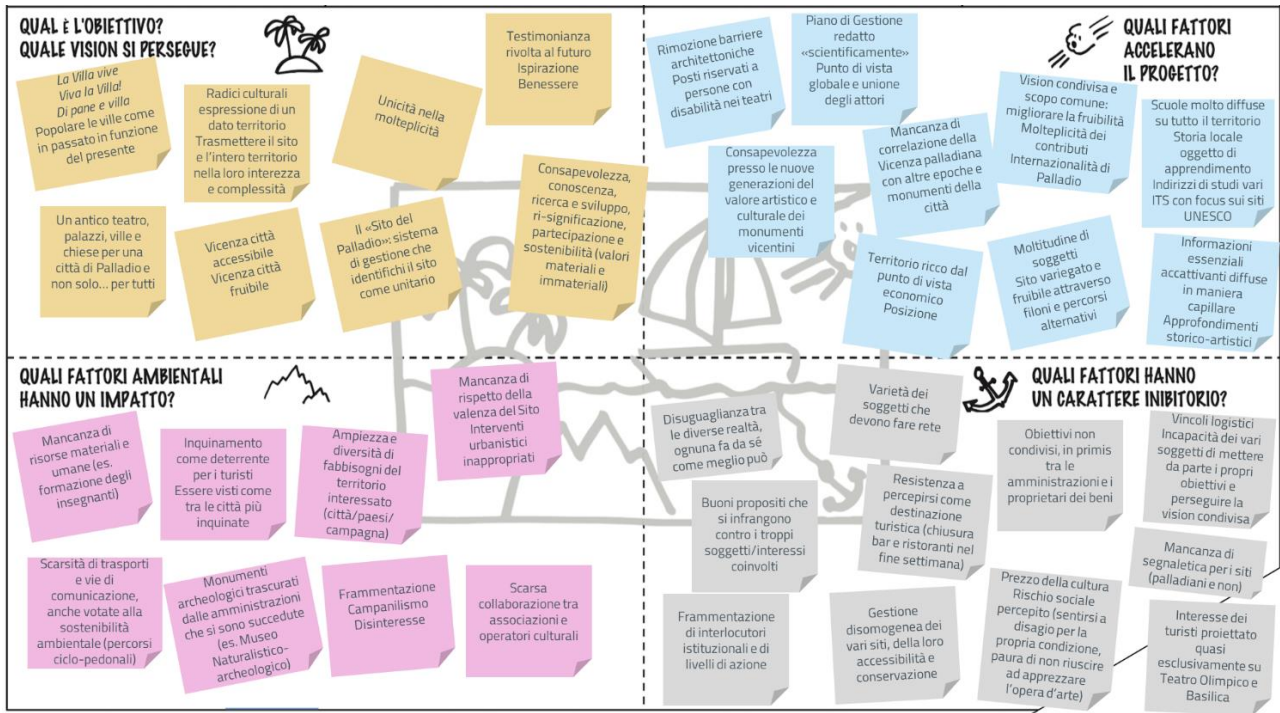 QUAL È L'OBIETTIVO?
QUALE VISION SI PERSEGUE?
La Villa vive
Viva la Villa!
Di pane e villa
Popolare le ville come
in passato in funzione
del presente
Radici culturali
espressione di un
dato territorio
Trasmettere il sito
e l'intero territorio
nella loro interezza
e complessità
Unicità nella
molteplicità
Testimonianza
rivolta al futuro
Ispirazione
Benessere
Un antico teatro,
palazzi, ville e
chiese per una
città di Palladio e
non solo... per tutti
Vicenza città
accessibile
Vicenza città
fruibile
Il «Sito del
Palladio»: sistema
di gestione che
identifichi il sito
come unitario
Consapevolezza,
conoscenza,
ricerca e sviluppo,
ri-significazione,
partecipazione e
sostenibilità (valori
materiali e
immateriali)
QUALI FATTORI
ACCELERANO
IL PROGETTO?
Rimozione barriere
architettoniche
Posti riservati a
persone con
disabilità nei teatri
Piano di Gestione
redatto
«scientificamente»
Punto di vista
globale e unione
degli attori
Vision condivisa e
scopo comune:
migliorare la fruibilità
Molteplicità dei
contributi
Internazionalità di
Palladio
Scuole molto diffuse
su tutto il territorio
Storia locale
oggetto di
apprendimento
Indirizzi di studi vari
ITS con focus sui siti
UNESCO
Consapevolezza
presso le nuove
generazioni del
valore artistico e
culturale dei
monumenti
vicentini
Mancanza di
correlazione della
Vicenza palladiana
con altre epoche e
monumenti della
città
Territorio ricco dal
punto di vista
economico
Posizione
Moltitudine di
soggetti
Sito variegato e
fruibile attraverso
filoni e percorsi
alternativi
Informazioni
essenziali
accattivanti diffuse
in maniera
capillare
Approfondimenti
storico-artistici
QUALI FATTORI AMBIENTALI
HANNO UN IMPATTO?
Mancanza di
risorse materiali e
umane (es.
formazione degli
insegnanti)
Inquinamento
come deterrente
per i turisti
Essere visti come
tra le città più
inquinate
Ampiezza e
diversità di
fabbisogni del
territorio
interessato
(città/paesi/
campagna)
Mancanza di
rispetto della
valenza del Sito
Interventi
urbanistici
inappropriati
Scarsità di trasporti
e vie di
comunicazione,
anche votate alla
sostenibilità
ambientale (percorsi
ciclo-pedonali)
Monumenti
archeologici trascurati
dalle amministrazioni
che sì sono succedute
(es. Museo
Naturalistico-
archeologico)
Frammentazione
Campanilismo
Disinteresse
Scarsa
collaborazione tra
associazioni e
operatori culturali
QUALI FATTORI HANNO
UN CARATTERE INIBITORIO?
Disuguaglianza tra
le diverse realtà,
ognuna fa da sé
come meglio può
Varietà dei
soggetti che
devono fare rete
Obiettivi non
condivisi, in primis
tra le
amministrazioni e i
proprietari dei beni
Vincoli logistici
Incapacità dei vari
soggetti di mettere
da parte i propri
obiettivi e
perseguire la
vision condivisa
Buoni propositi che
si infrangono
contro i troppi
soggetti/interessi
coinvolti
Resistenza a
percepirsi come
destinazione
turistica (chiusura
bar e ristoranti nel
fine settimana)
Mancanza di
segnaletica per i siti
(palladiani e non)
Frammentazione
di interlocutori
istituzionali e di
livelli di azione
Gestione
disomogenea dei
vari siti, della loro
accessibilità e
conservazione
Prezzo della cultura
Rischio sociale
percepito (sentirsi a
disagio per la
propria condizione,
paura di non riuscire
ad apprezzare
l'opera d'arte)
Interesse dei
turisti proiettato
quasi
esclusivamente su
Teatro Olimpico e
Basilica